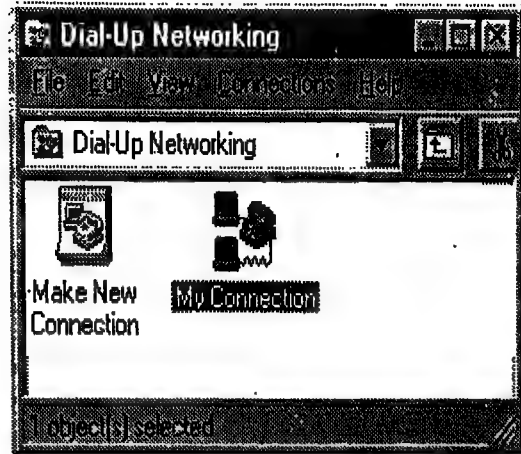 Dial-Up Networking
File Edit View Connections Help
Dial-Up Networking
Make New
Connection
My Connection
1 object(s) selected